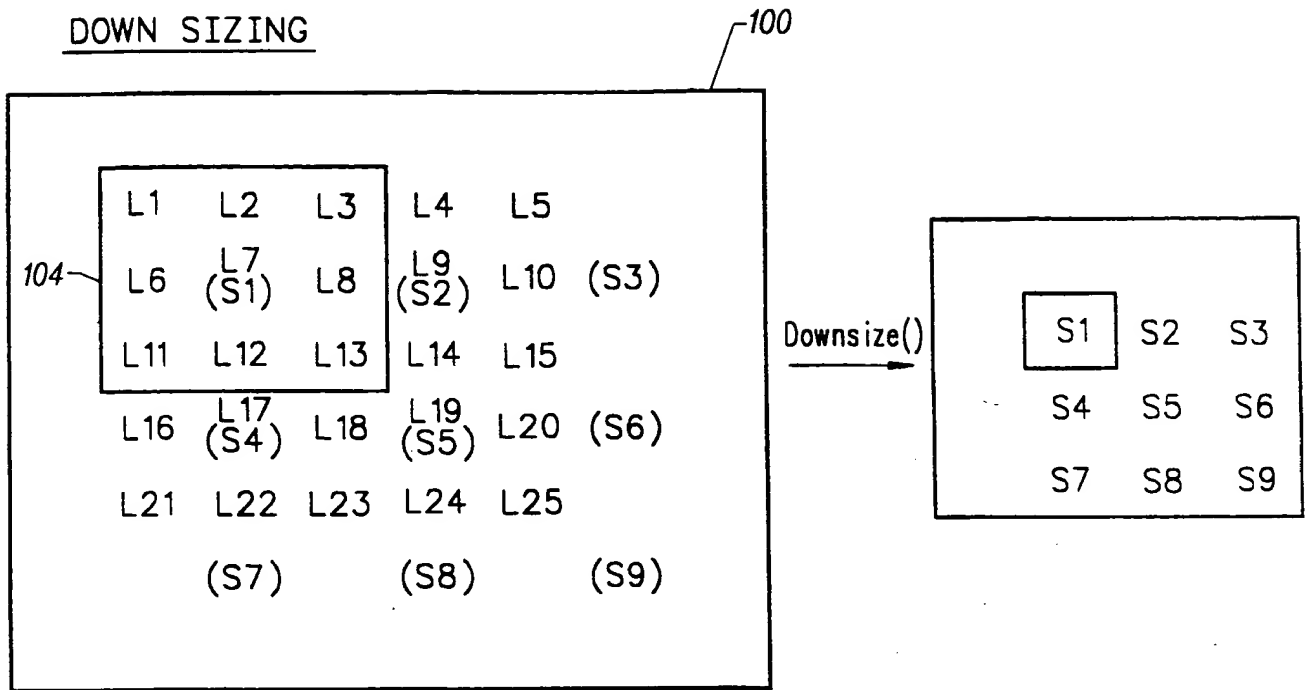 DOWN SIZING
100
L1 L2 L3 L4 L5
104 L6 L7 (S1) L8 L9 (S2) L10 (S3)
L11 L12 L13 L14 L15
L16 L17 (S4) L18 L19 (S5) L20 (S6)
L21 L22 L23 L24 L25
(S7) (S8) (S9)
Downsize()
S1 S2 S3
S4 S5 S6
S7 S8 S9